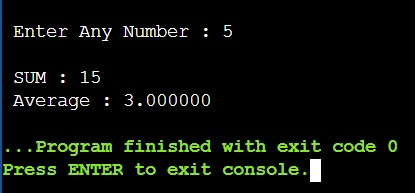 Enter Any Number : 5
SUM : 15
Average : 3.000000
...Program finished with exit code 0
Press ENTER to exit console.